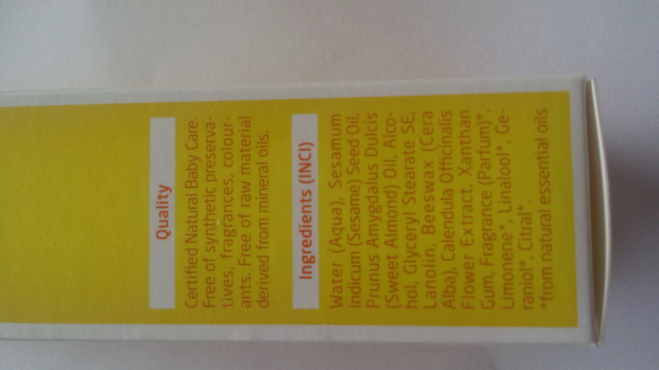 Quality
Certified Natural Baby Care.
Free of synthetic preserva-
tives, fragrances, colour-
ants. Free of raw material
derived from mineral oils.
Ingredients (INCI)
Water (Aqua), Sesamum
Indicum (Sesame) Seed Oil,
Prunus Amygdalus Dulcis
(Sweet Almond) Oil, Alco-
hol, Glyceryl Stearate SE,
Lanolin, Beeswax (Cera
Alba), Calendula Officinalis
Flower Extract, Xanthan
Gum, Fragrance (Parfum)*,
Limonene*, Linalool*, Ge-
raniol*, Citral*
*from natural essential oils